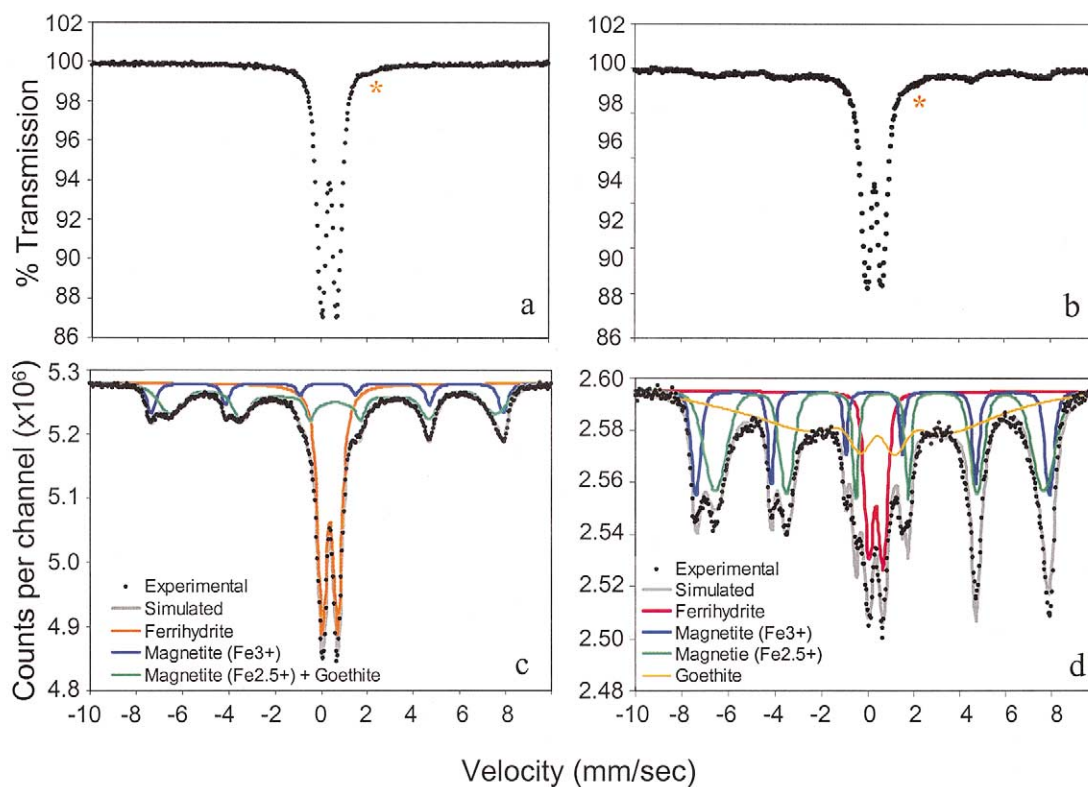 102
100
98
96
94
92
90
88
86
% Transmission
*
a
102
100
98
96
94
92
90
88
86
*
b
5.3
5.2
5.1
5.0
4.9
4.8
Counts per channel (x10⁶)
Experimental
Simulated
Ferrihydrite
Magnetite (Fe3+)
Magnetite (Fe2.5+) + Goethite
c
-10 -8 -6 -4 -2 0 2 4 6 8
2.60
2.58
2.56
2.54
2.52
2.50
2.48
Experimental
Simulated
Ferrihydrite
Magnetite (Fe3+)
Magnetie (Fe2.5+)
Goethite
d
-10 -8 -6 -4 -2 0 2 4 6 8
Velocity (mm/sec)